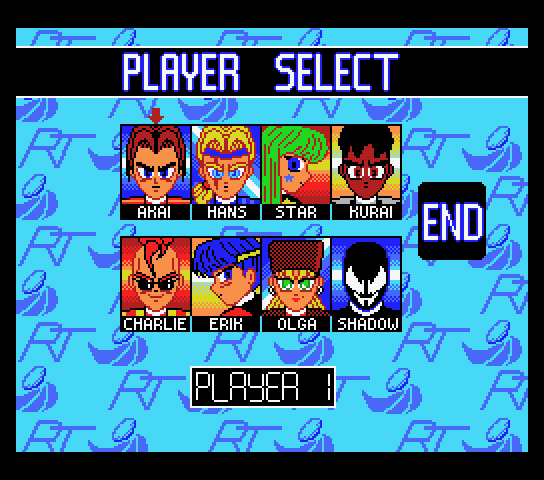 PLAYER SELECT
AKAI HANS STAR KURAI
END
CHARLIE ERIK OLGA SHADOW
PLAYER 1